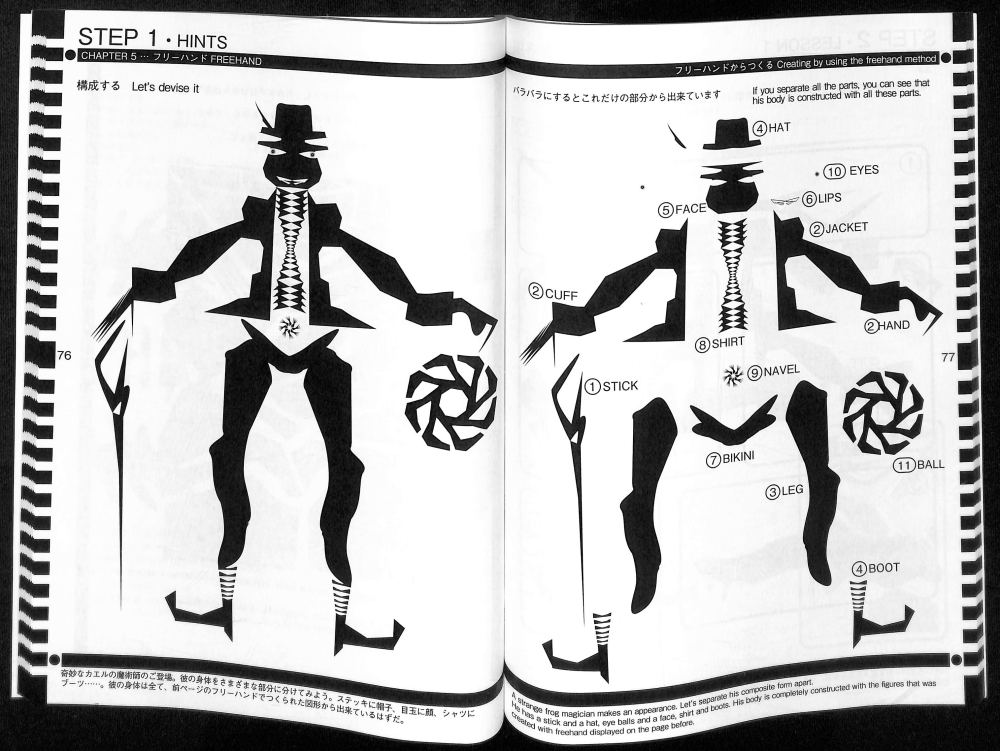 STEP 1・HINTS
CHAPTER 5 … フリーハンド FREEHAND
構成する Let's devise it
76
奇妙なカエルの魔術師のご登場。彼の身体をさまざまな部分に分けてみよう。ステッキに帽子、目玉に顔、シャツに
ブーツ……。彼の身体は全て、前ページのフリーハンドでつくられた図形から出来ているはずだ。
フリーハンドからつくる Creating by using the freehand method
バラバラにするとこれだけの部分から出来ています
If you separate all the parts, you can see that
his body is constructed with all these parts.
④HAT
⑩ EYES
⑥LIPS
⑤FACE
②JACKET
②CUFF
②HAND
⑧SHIRT
77
⑨NAVEL
①STICK
⑦BIKINI
⑪BALL
③LEG
④BOOT
A strange frog magician makes an appearance. Let's separate his composite form apart.
He has a stick and a hat, eye balls and a face, shirt and boots. His body is completely constructed with the figures that was
created with freehand displayed on the page before.